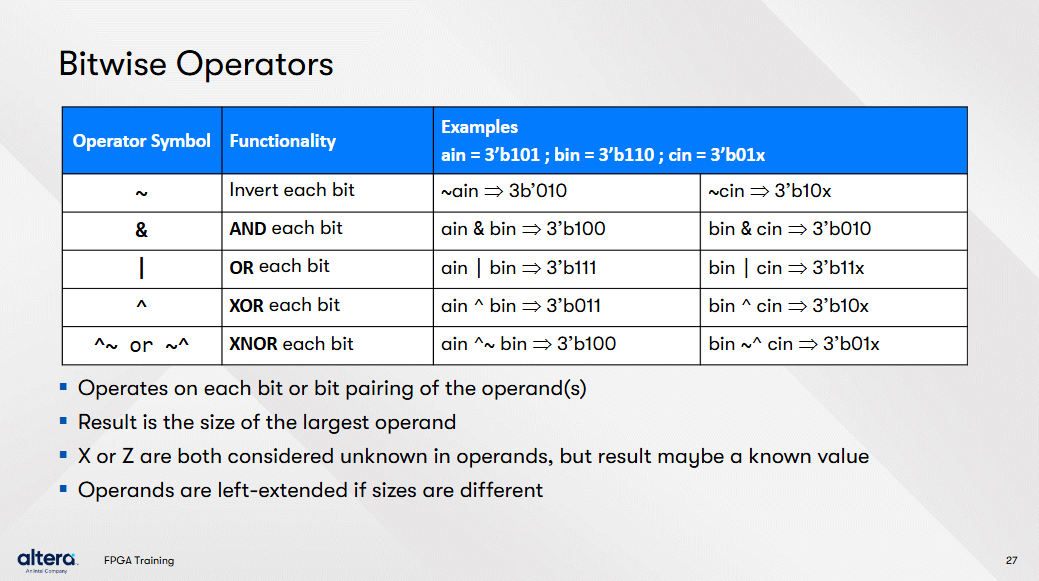 Bitwise Operators
Operator Symbol
Functionality
Examples
ain = 3’b101 ; bin = 3’b110 ; cin = 3’b01x
~
Invert each bit
~ain ⇒ 3b’010
~cin ⇒ 3’b10x
&
AND each bit
ain & bin ⇒ 3’b100
bin & cin ⇒ 3’b010
|
OR each bit
ain | bin ⇒ 3’b111
bin | cin ⇒ 3’b11x
^
XOR each bit
ain ^ bin ⇒ 3’b011
bin ^ cin ⇒ 3’b10x
^~ or ~^
XNOR each bit
ain ^~ bin ⇒ 3’b100
bin ~^ cin ⇒ 3’b01x
▪ Operates on each bit or bit pairing of the operand(s)
▪ Result is the size of the largest operand
▪ X or Z are both considered unknown in operands, but result maybe a known value
▪ Operands are left-extended if sizes are different
altera
An Intel Company
FPGA Training
27